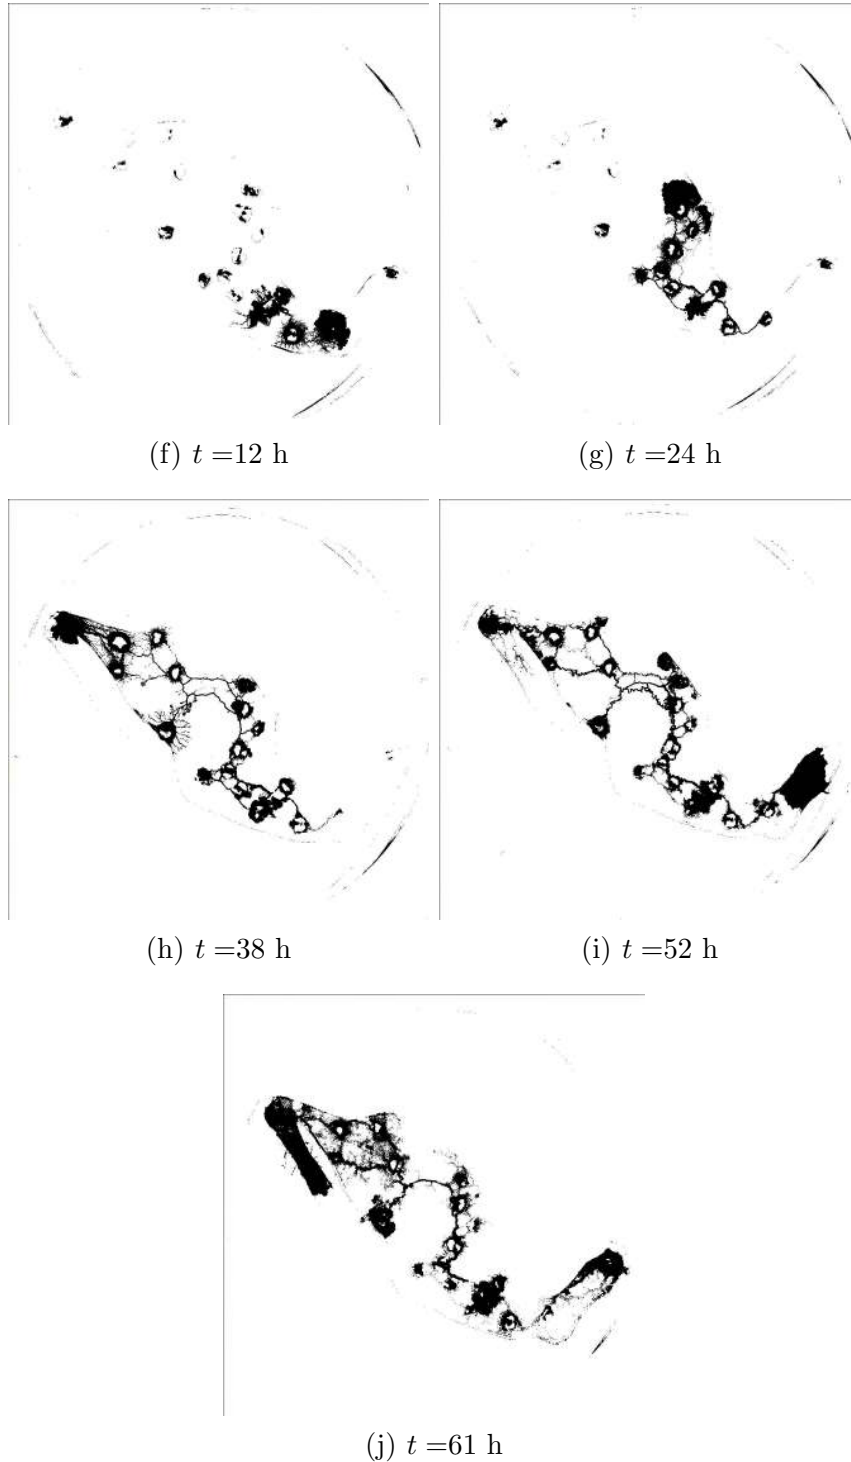 (f) t =12 h
(g) t =24 h
(h) t =38 h
(i) t =52 h
(j) t =61 h